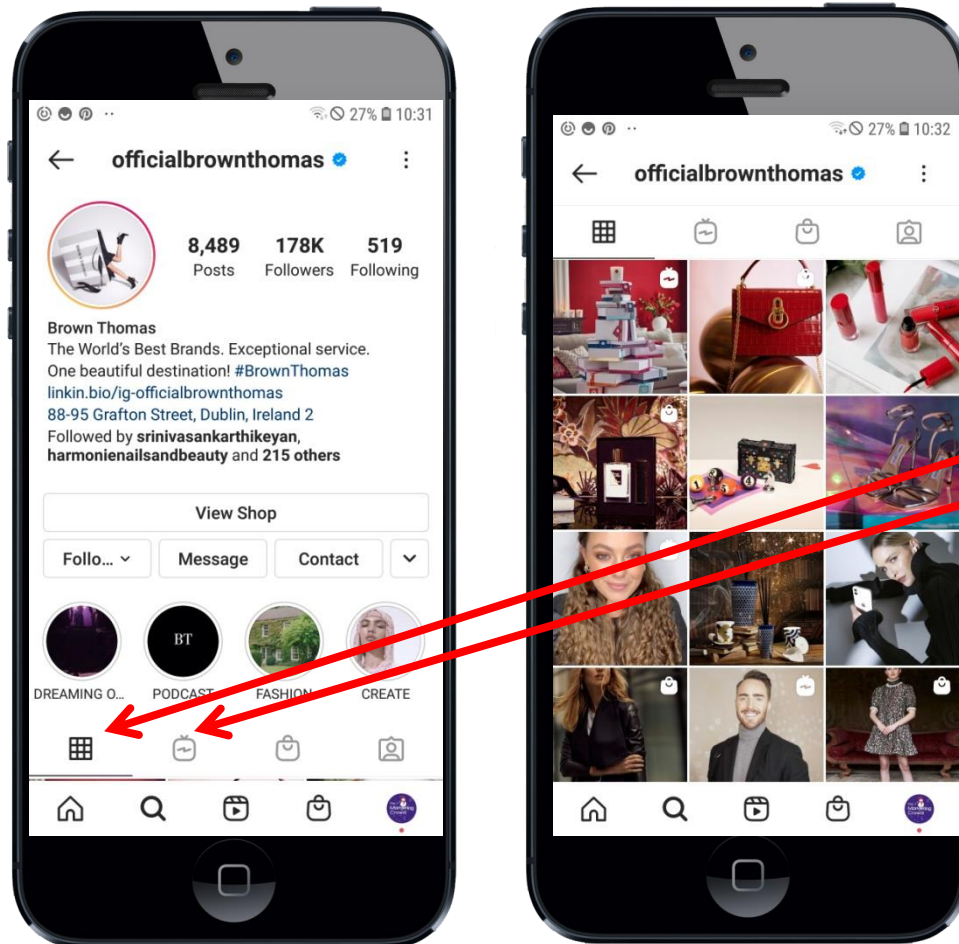 27% 10:31
officialbrownthomas
8,489 178K 519
Posts Followers Following
Brown Thomas
The World's Best Brands. Exceptional service.
One beautiful destination! #BrownThomas
linkin.bio/ig-officialbrownthomas
88-95 Grafton Street, Dublin, Ireland 2
Followed by srinivasankarthikeyan,
harmonienailsandbeauty and 215 others
View Shop
Follo... Message Contact
BT
DREAMING O... PODCAST FASHION CREATE
27% 10:32
officialbrownthomas